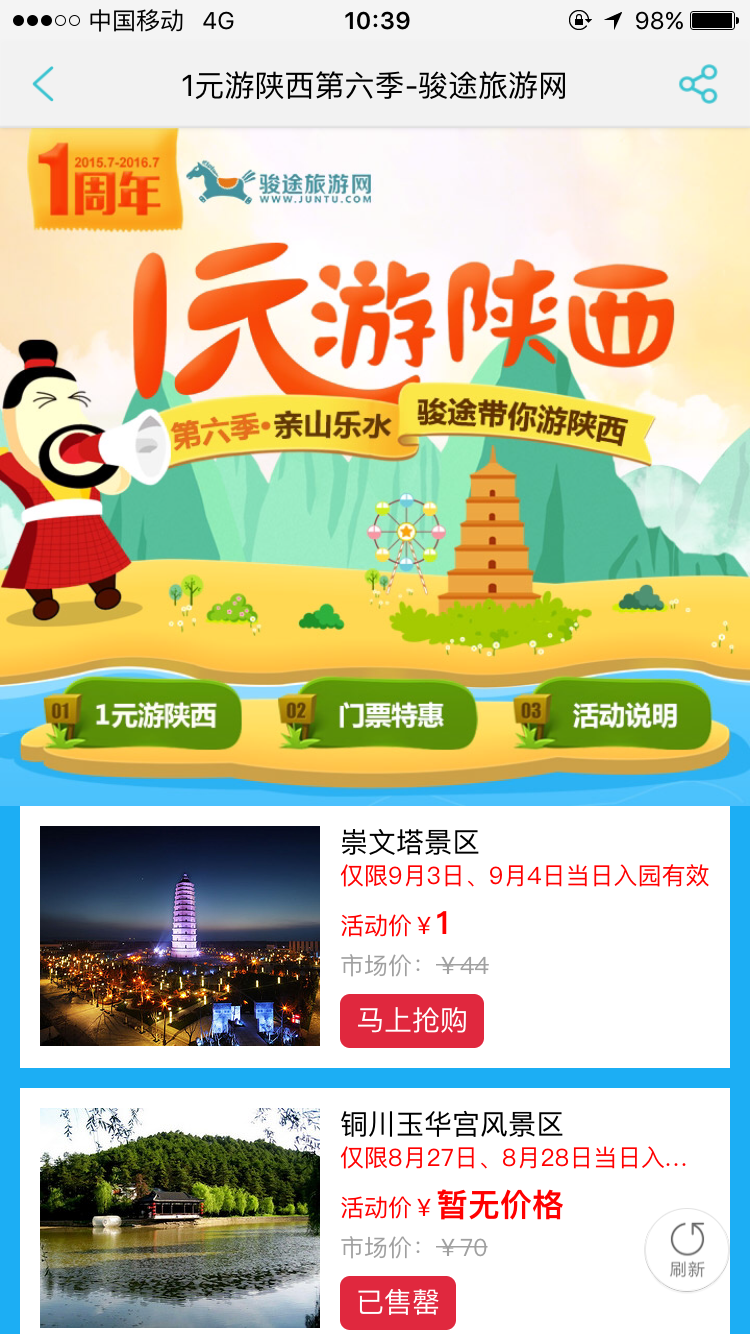 中国移动 4G 10:39 98%
1元游陕西第六季-骏途旅游网
1周年 2015.7-2016.7
骏途旅游网
WWW.JUNTU.COM
1元游陕西
第六季·亲山乐水 骏途带你游陕西
01 1元游陕西 02 门票特惠 03 活动说明
崇文塔景区
仅限9月3日、9月4日当日入园有效
活动价￥1
市场价：￥44
马上抢购
铜川玉华宫风景区
仅限8月27日、8月28日当日入...
活动价￥暂无价格
市场价：￥70
刷新
已售罄